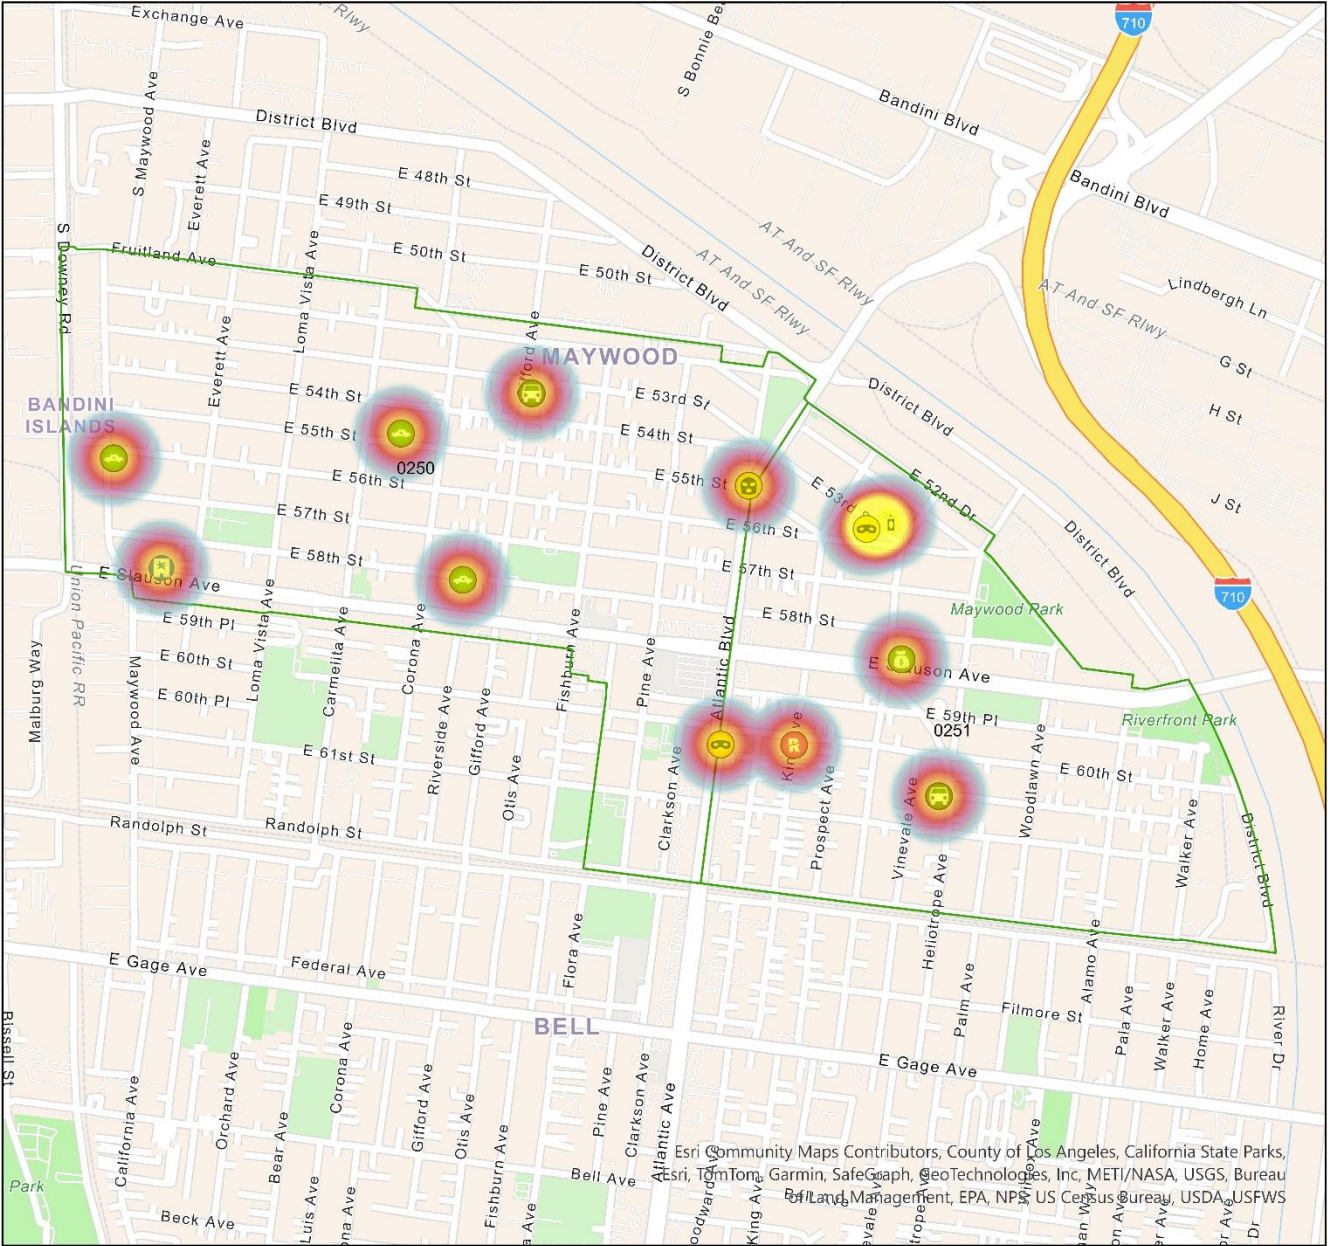 Exchange Ave
-Rlwy
710
S Maywood Ave
District Blvd
Everett Ave
Bandini Blvd
Bandini Blvd
E 48th St
E 49th St
E 50th St
E 50th St
District Blvd
AT And SF-Rlwy
AT And SF-Rlwy
AT And SF-Rlwy
Lindbergh Ln
G St
H St
J St
S Downey Rd
Fruitland Ave
Loma Vista Ave
Everett Ave
MAYWOOD
BANDINI
ISLANDS
E 54th St
E 55th St
0250
E 56th St
E 57th St
E 58th St
E 53rd St
E 54th St
E 55th St
E 56th St
E 57th St
E 58th St
E 53rd
E 52nd Dr
District Blvd
District Blvd
710
Maywood Park
E Slauson Ave
E Slauson Ave
Union Pacific RR
E 59th Pl
E 60th St
E 60th Pl
E 61st St
Malburg Way
Maywood Ave
Loma Vista Ave
Carmelita Ave
Corona Ave
Riverside Ave
Gifford Ave
Otis Ave
Fishburn Ave
Pine Ave
Clarkson Ave
Atlantic Blvd
Prospect Ave
Vinevale Ave
E 59th Pl
0251
E 60th St
Riverfront Park
Woodlawn Ave
Walker Ave
District Blvd
Randolph St
Randolph St
Heliotrope Ave
E Gage Ave
Federal Ave
Flora Ave
BELL
Palm Ave
Filmore St
Alamo Ave
Pala Ave
Walker Ave
Home Ave
River Dr
E Gage Ave
Bissell St
Park
California Ave
Orchard Ave
Bear Ave
Corona Ave
Gifford Ave
Otis Ave
Fishburn Ave
Pine Ave
Clarkson Ave
Atlantic Ave
Bell Ave
Beck Ave
Luis Ave
King Ave
Esri Community Maps Contributors, County of Los Angeles, California State Parks,
Esri, TomTom, Garmin, SafeGraph, GeoTechnologies, Inc, METI/NASA, USGS, Bureau
of Land Management, EPA, NPS, US Census Bureau, USDA, USFWS